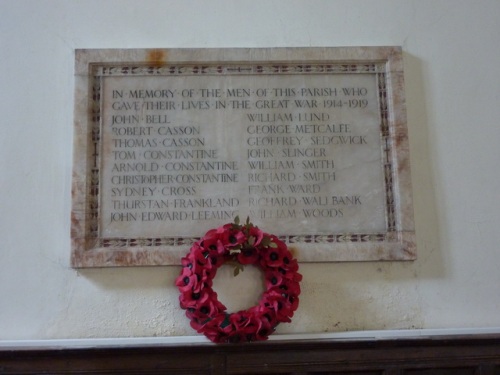 IN · MEMORY · OF · THE · MEN · OF · THIS · PARISH · WHO
GAVE · THEIR · LIVES · IN · THE · GREAT · WAR · 1914-1919
JOHN · BELL
ROBERT · CASSON
THOMAS · CASSON
TOM · CONSTANTINE
ARNOLD · CONSTANTINE
CHRISTOPHER · CONSTANTINE
SYDNEY · CROSS
THURSTAN · FRANKLAND
JOHN · EDWARD · LEEMING
WILLIAM · LUND
GEORGE · METCALFE
GEOFFREY · SEDGWICK
JOHN · SLINGER
WILLIAM · SMITH
RICHARD · SMITH
FRANK · WARD
RICHARD · WALLBANK
WILLIAM · WOODS